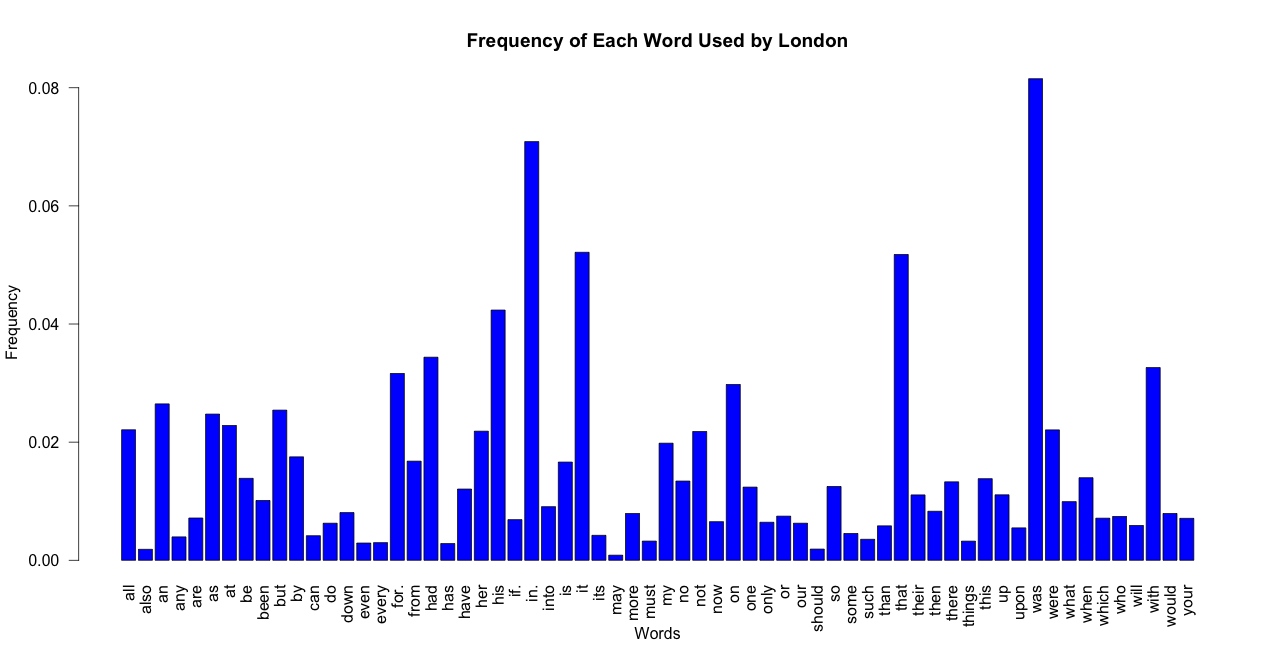 Frequency of Each Word Used by London
Frequency
0.08
0.06
0.04
0.02
0.00
all also an any are as at be been but by can do down even every for. from had has have her his if. in. into is it its may more must my no not now on one only or our should so some such than that their then there things this up upon was were what when which who will with would your
Words